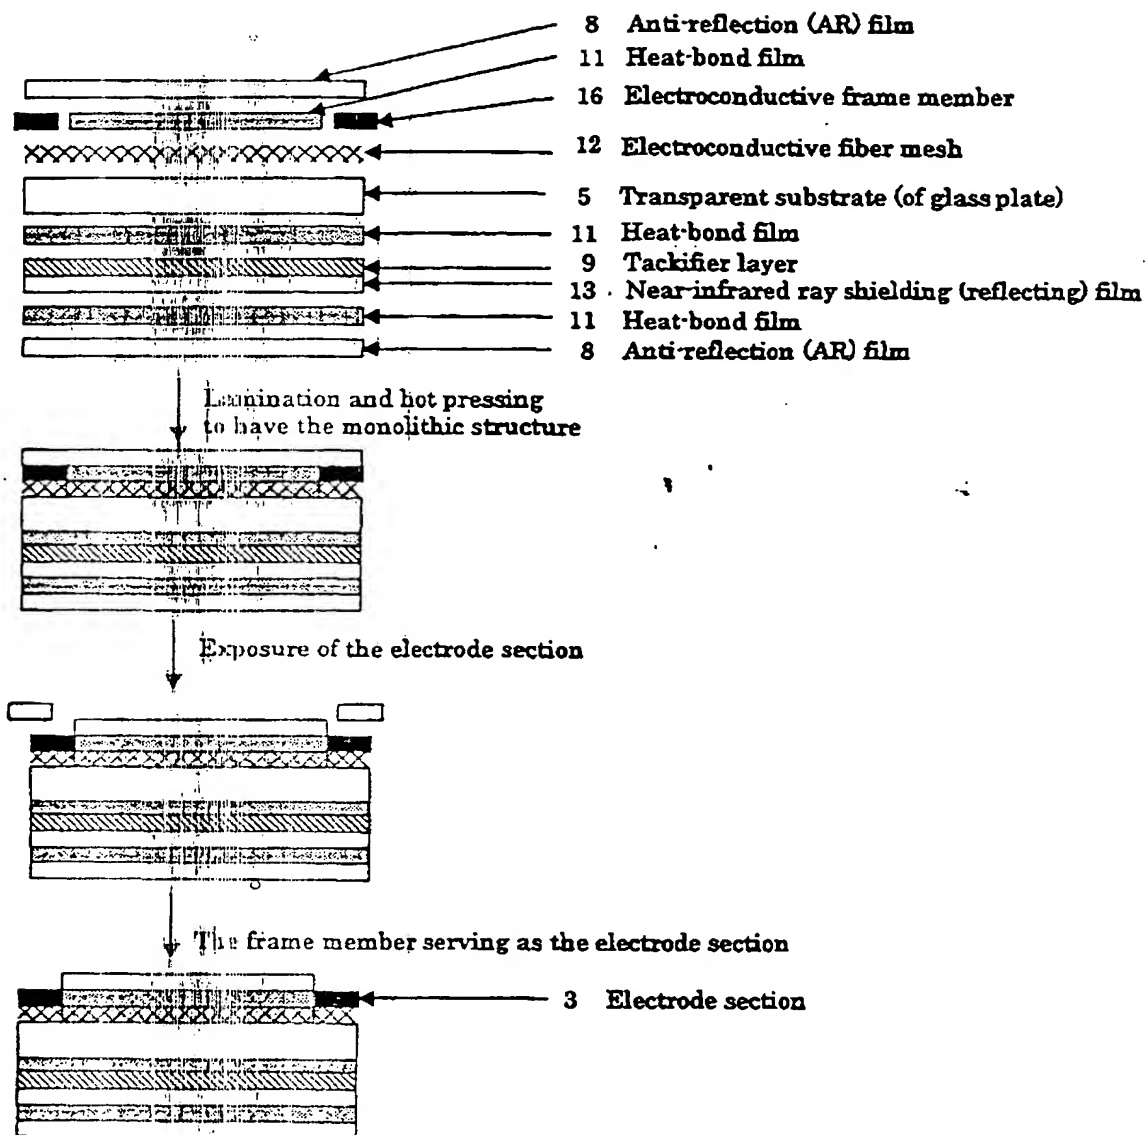 8 Anti-reflection (AR) film
11 Heat-bond film
16 Electroconductive frame member
12 Electroconductive fiber mesh
5 Transparent substrate (of glass plate)
11 Heat-bond film
9 Tackifier layer
13 Near-infrared ray shielding (reflecting) film
11 Heat-bond film
8 Anti-reflection (AR) film
Lamination and hot pressing
to have the monolithic structure
Exposure of the electrode section
The frame member serving as the electrode section
3 Electrode section